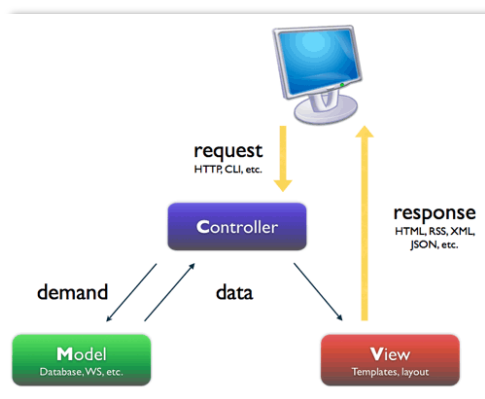 request
HTTP, CLI, etc.
Controller
response
HTML, RSS, XML,
JSON, etc.
demand
data
Model
Database, WS, etc.
View
Templates, layout